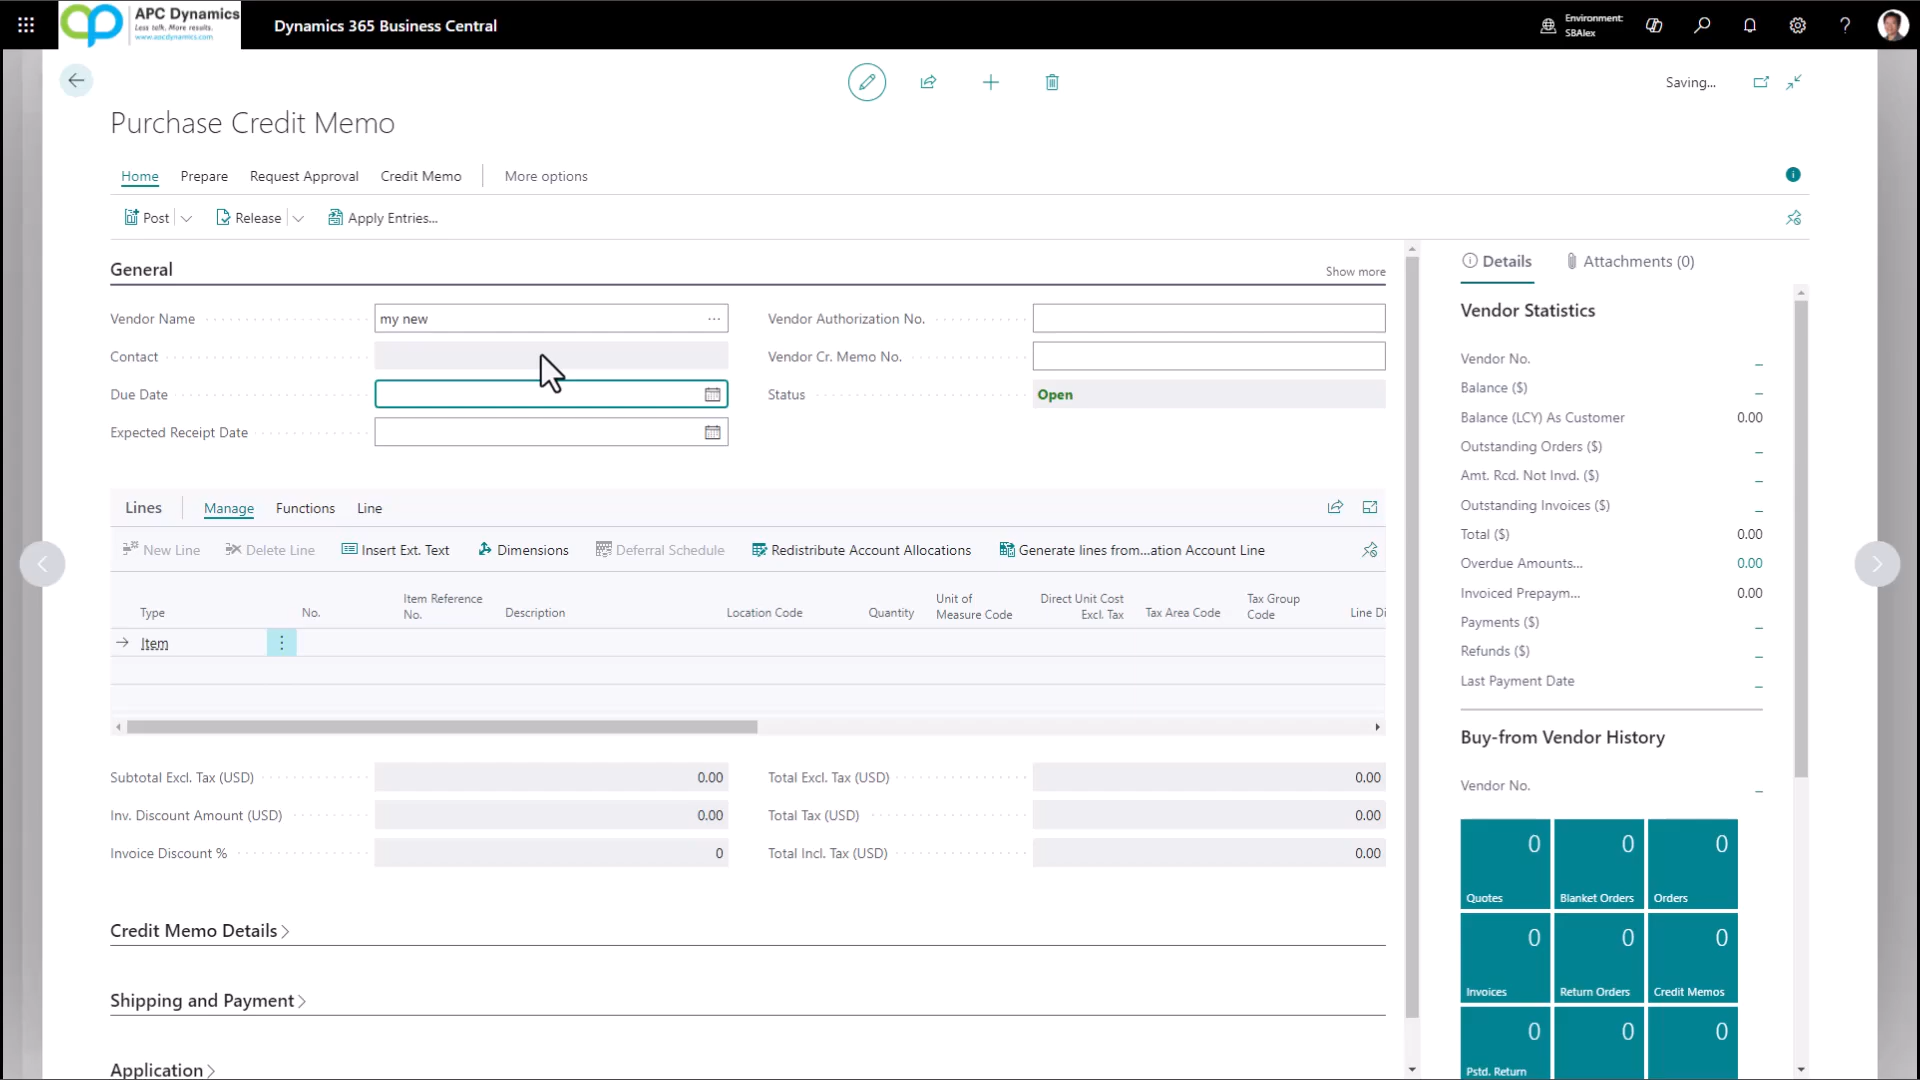 APC Dynamics
Less talk. More results.
www.apcdynamics.com
Dynamics 365 Business Central
Environment:
SBAlex
Saving...
Purchase Credit Memo
Home
Prepare
Request Approval
Credit Memo
More options
Post
Release
Apply Entries...
General
Show more
Vendor Name
my new
Vendor Authorization No.
Contact
Vendor Cr. Memo No.
Due Date
Status
Open
Expected Receipt Date
Lines
Manage
Functions
Line
New Line
Delete Line
Insert Ext. Text
Dimensions
Deferral Schedule
Redistribute Account Allocations
Generate lines from...ation Account Line
Type
No.
Item Reference
No.
Description
Location Code
Quantity
Unit of
Measure Code
Direct Unit Cost
Excl. Tax
Tax Area Code
Tax Group
Code
Line Di
Item
Subtotal Excl. Tax (USD)
0.00
Total Excl. Tax (USD)
0.00
Inv. Discount Amount (USD)
0.00
Total Tax (USD)
0.00
Invoice Discount %
0
Total Incl. Tax (USD)
0.00
Credit Memo Details
Shipping and Payment
Application
Details
Attachments (0)
Vendor Statistics
Vendor No.
_
Balance ($)
_
Balance (LCY) As Customer
0.00
Outstanding Orders ($)
_
Amt. Rcd. Not Invd. ($)
_
Outstanding Invoices ($)
_
Total ($)
0.00
Overdue Amounts...
0.00
Invoiced Prepaym...
0.00
Payments ($)
_
Refunds ($)
_
Last Payment Date
_
Buy-from Vendor History
Vendor No.
_
0
Quotes
0
Blanket Orders
0
Orders
0
Invoices
0
Return Orders
0
Credit Memos
0
Pstd. Return
0
0